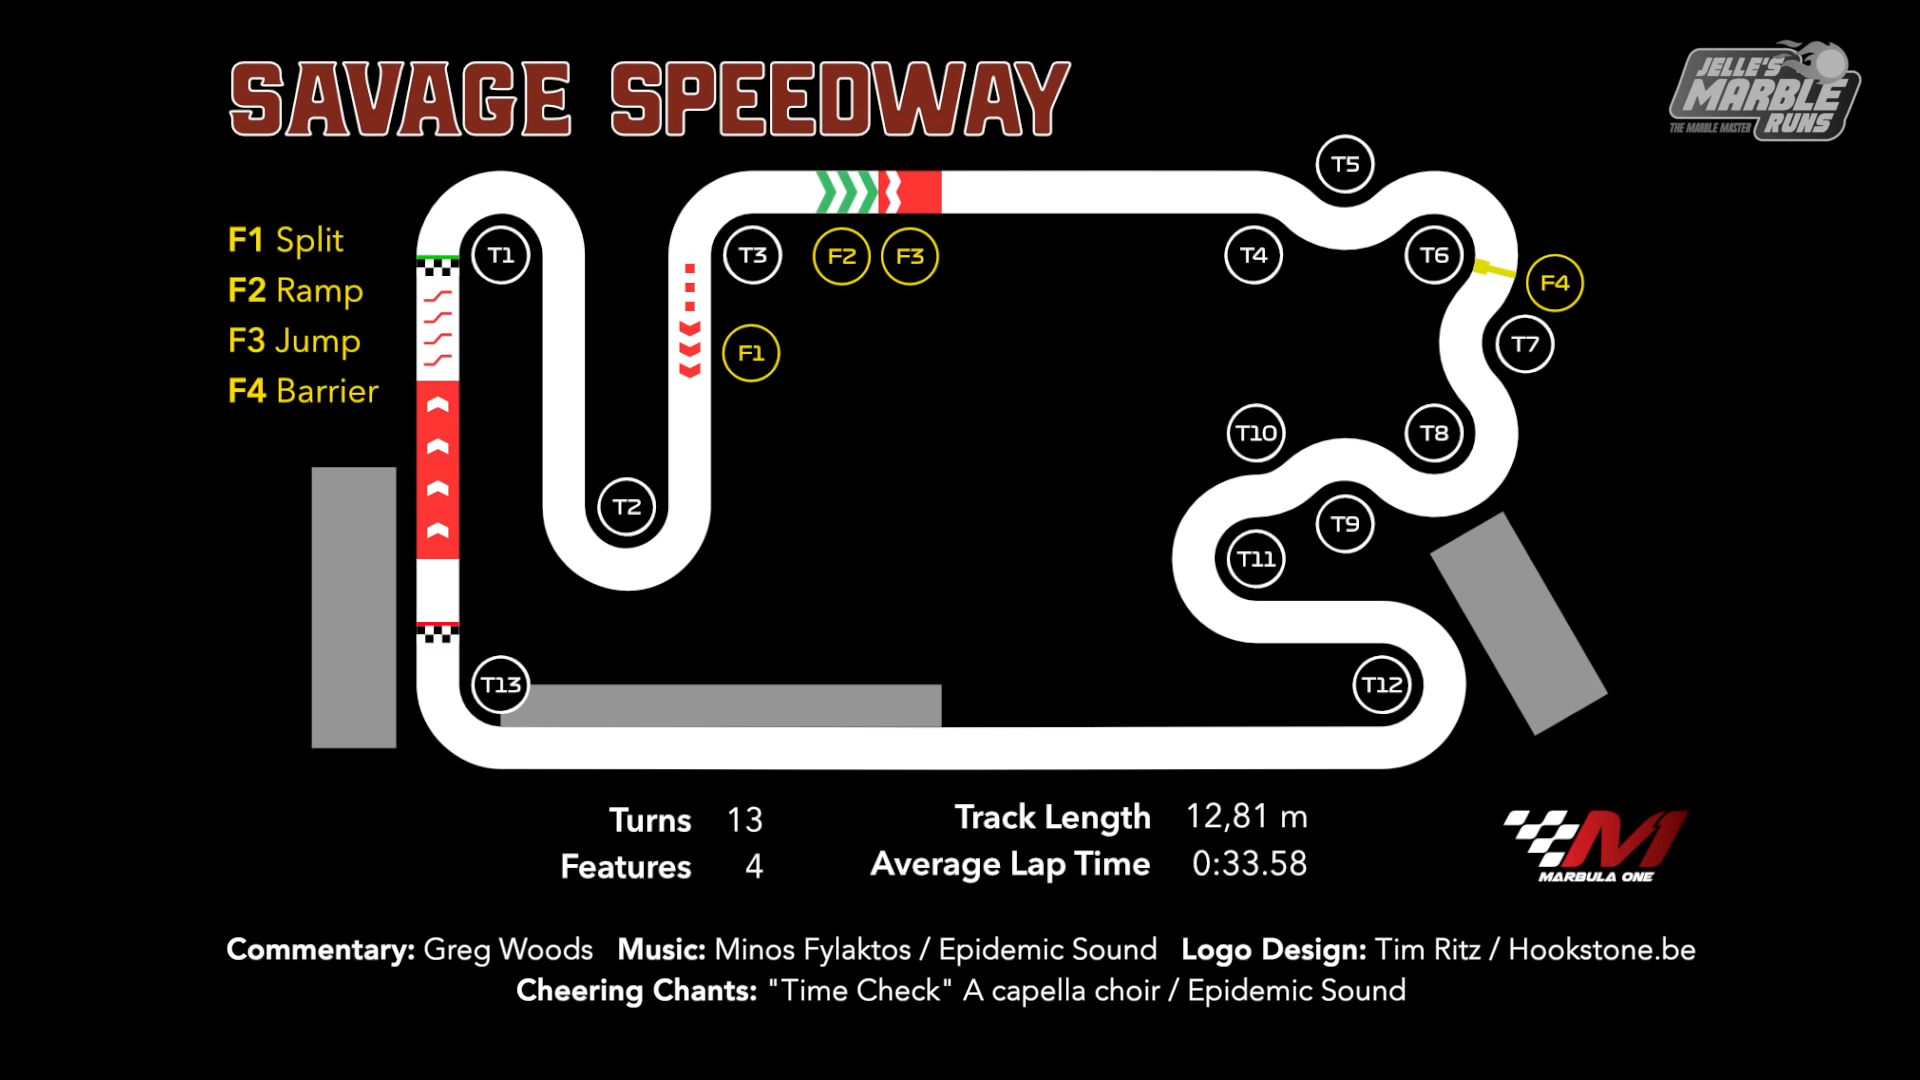 SAVAGE SPEEDWAY
JELLE'S
MARBLE
THE MARBLE MASTER RUNS
T5
F1 Split
T1
T3
F2
F3
T4
T6
F4
F2 Ramp
F3 Jump
F1
T7
F4 Barrier
T10
T8
T2
T9
T11
T13
T12
Turns 13
Track Length 12,81 m
Features 4
Average Lap Time 0:33.58
M1
MARBULA ONE
Commentary: Greg Woods Music: Minos Fylaktos / Epidemic Sound Logo Design: Tim Ritz / Hookstone.be
Cheering Chants: "Time Check" A capella choir / Epidemic Sound